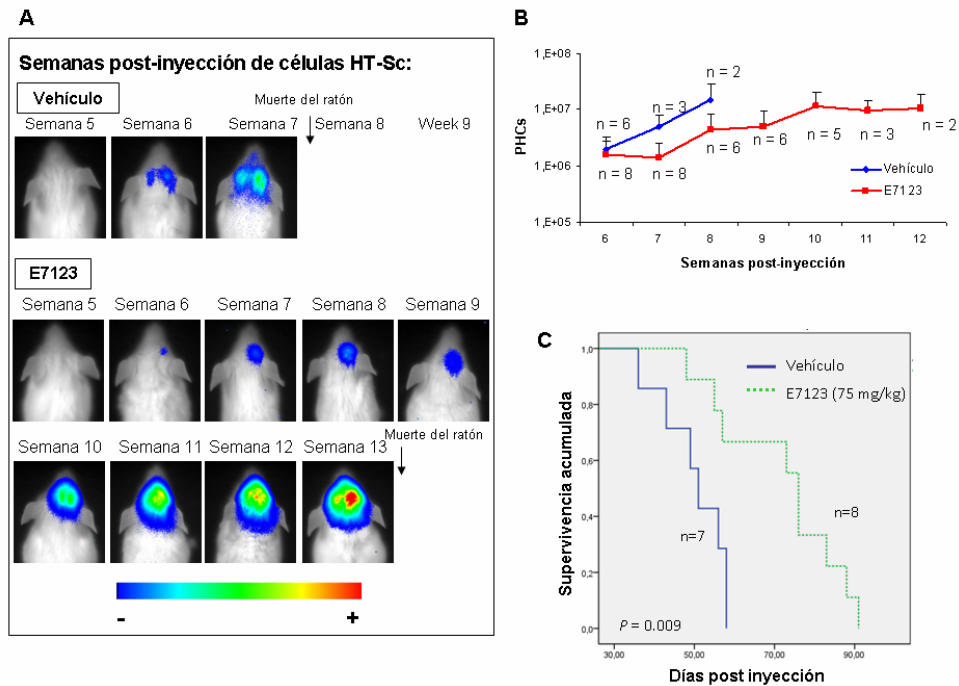 A
Semanas post-inyección de células HT-Sc:
Vehículo
Muerte del ratón
Semana 5
Semana 6
Semana 7
Semana 8
Week 9
E7123
Semana 5
Semana 6
Semana 7
Semana 8
Semana 9
Muerte del ratón
Semana 10
Semana 11
Semana 12
Semana 13
-
+
B
PHCs
1,E+08
1,E+07
1,E+06
1,E+05
n = 6
n = 3
n = 2
n = 8
n = 8
n = 6
n = 6
n = 5
n = 3
n = 2
Vehículo
E7123
6
7
8
9
10
11
12
Semanas post-inyección
C
Supervivencia acumulada
1,0
0,8
0,6
0,4
0,2
0,0
Vehículo
E7123 (75 mg/kg)
n=7
n=8
P = 0.009
30,00
50,00
70,00
90,00
Días post inyección